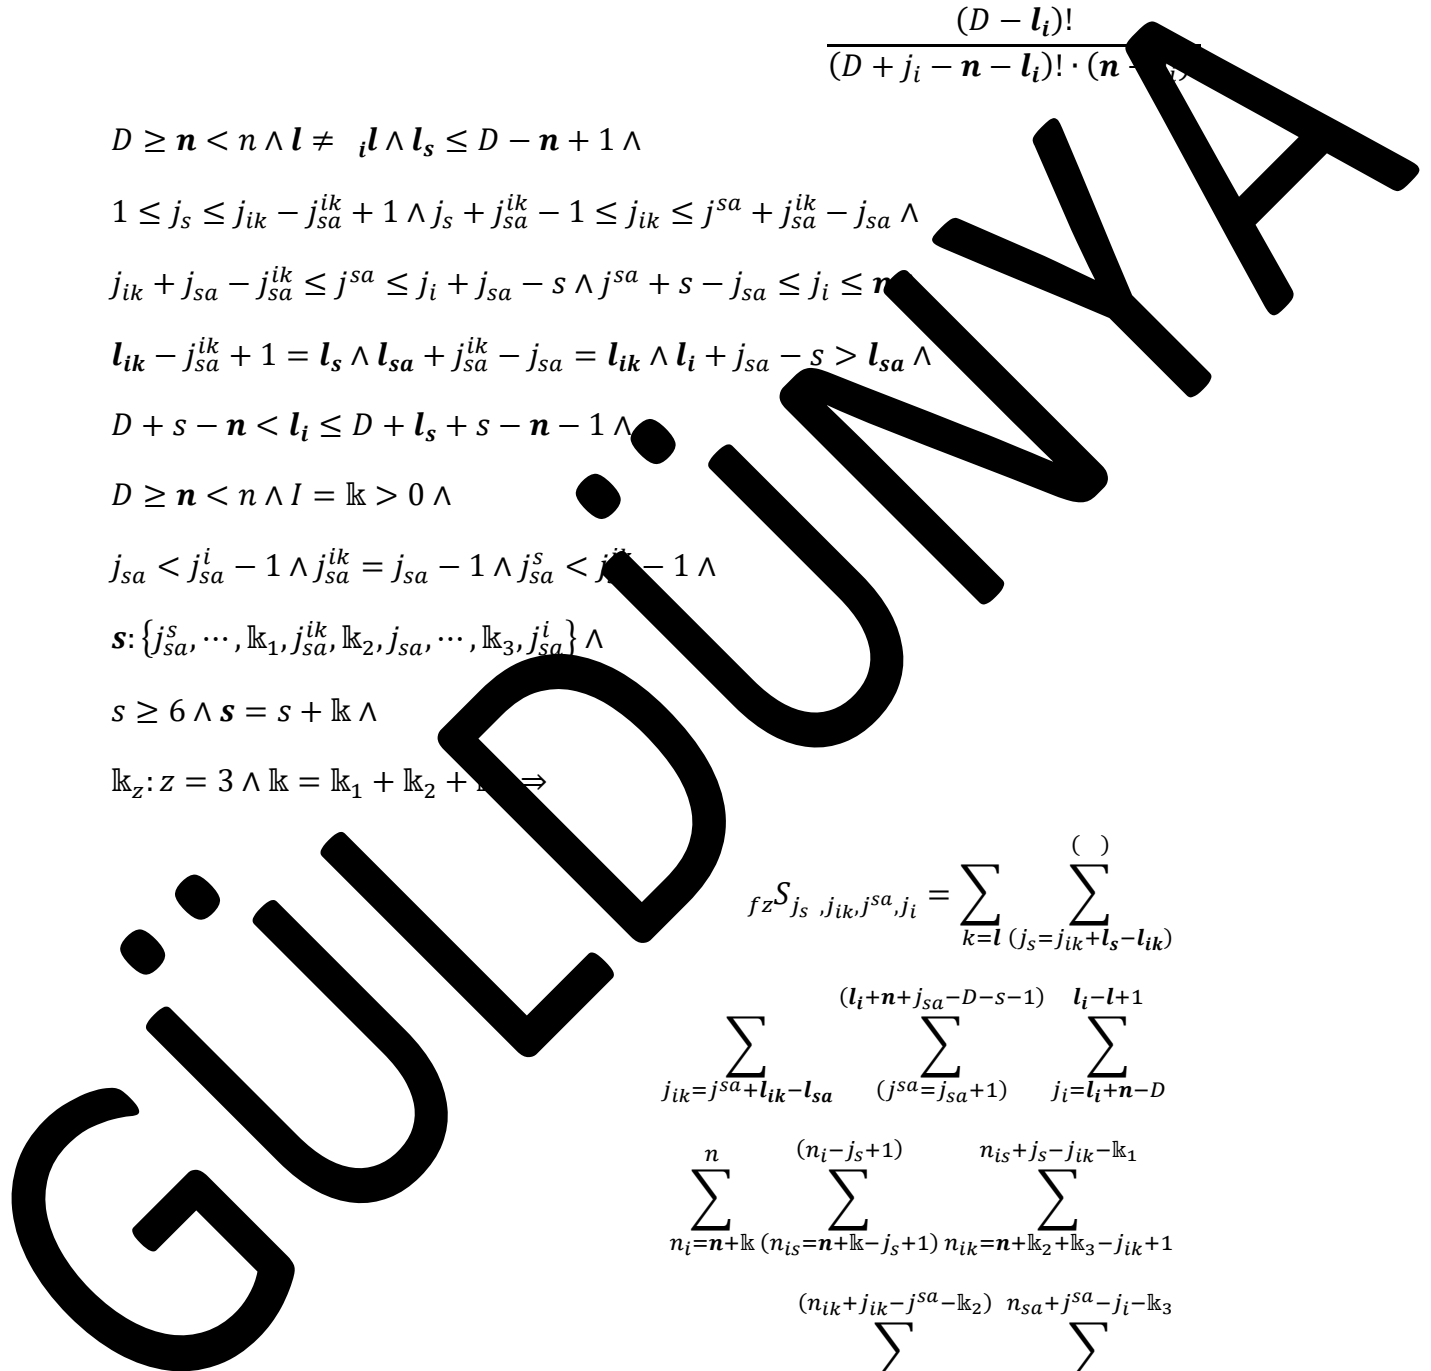 (D − l_i)!
(D + j_i − n − l_i)! · (n −
D ≥ n < n ∧ l ≠ _il ∧ l_s ≤ D − n + 1 ∧
1 ≤ j_s ≤ j_ik − j_sa^ik + 1 ∧ j_s + j_sa^ik − 1 ≤ j_ik ≤ j^sa + j_sa^ik − j_sa ∧
j_ik + j_sa − j_sa^ik ≤ j^sa ≤ j_i + j_sa − s ∧ j^sa + s − j_sa ≤ j_i ≤ n
l_ik − j_sa^ik + 1 = l_s ∧ l_sa + j_sa^ik − j_sa = l_ik ∧ l_i + j_sa − s > l_sa ∧
D + s − n < l_i ≤ D + l_s + s − n − 1 ∧
D ≥ n < n ∧ I = 𝕜 > 0 ∧
j_sa < j_sa^i − 1 ∧ j_sa^ik = j_sa − 1 ∧ j_sa^s < j − 1 ∧
s: {j_sa^s, ⋯ , 𝕜_1, j_sa^ik, 𝕜_2, j_sa, ⋯ , 𝕜_3, j_sa^i} ∧
s ≥ 6 ∧ s = s + 𝕜 ∧
𝕜_z: z = 3 ∧ 𝕜 = 𝕜_1 + 𝕜_2 + ⇒
( )
_fzS_{j_s ,j_ik,j^sa,j_i} = ∑ ∑
k=l (j_s=j_ik+l_s−l_ik)
(l_i+n+j_sa−D−s−1) l_i−l+1
∑ ∑ ∑
j_ik=j^sa+l_ik−l_sa (j^sa=j_sa+1) j_i=l_i+n−D
n (n_i−j_s+1) n_is+j_s−j_ik−𝕜_1
∑ ∑ ∑
n_i=n+𝕜 (n_is=n+𝕜−j_s+1) n_ik=n+𝕜_2+𝕜_3−j_ik+1
(n_ik+j_ik−j^sa−𝕜_2) n_sa+j^sa−j_i−𝕜_3
∑ ∑
GÜLDÜNYA